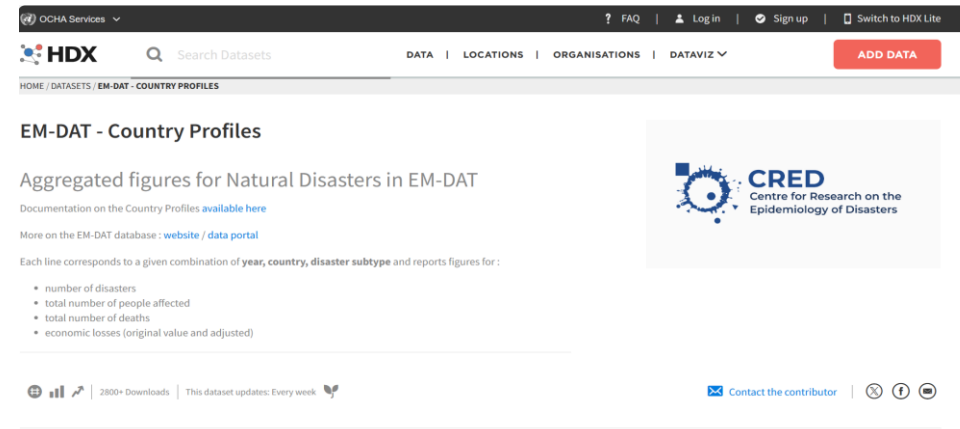 OCHA Services
? FAQ | Log in | Sign up | Switch to HDX Lite
HDX
Search Datasets
DATA | LOCATIONS | ORGANISATIONS | DATAVIZ
ADD DATA
HOME / DATASETS / EM-DAT - COUNTRY PROFILES
EM-DAT - Country Profiles
CRED
Centre for Research on the
Epidemiology of Disasters
Aggregated figures for Natural Disasters in EM-DAT
Documentation on the Country Profiles available here
More on the EM-DAT database : website / data portal
Each line corresponds to a given combination of year, country, disaster subtype and reports figures for :
• number of disasters
• total number of people affected
• total number of deaths
• economic losses (original value and adjusted)
2800+ Downloads | This dataset updates: Every week
Contact the contributor